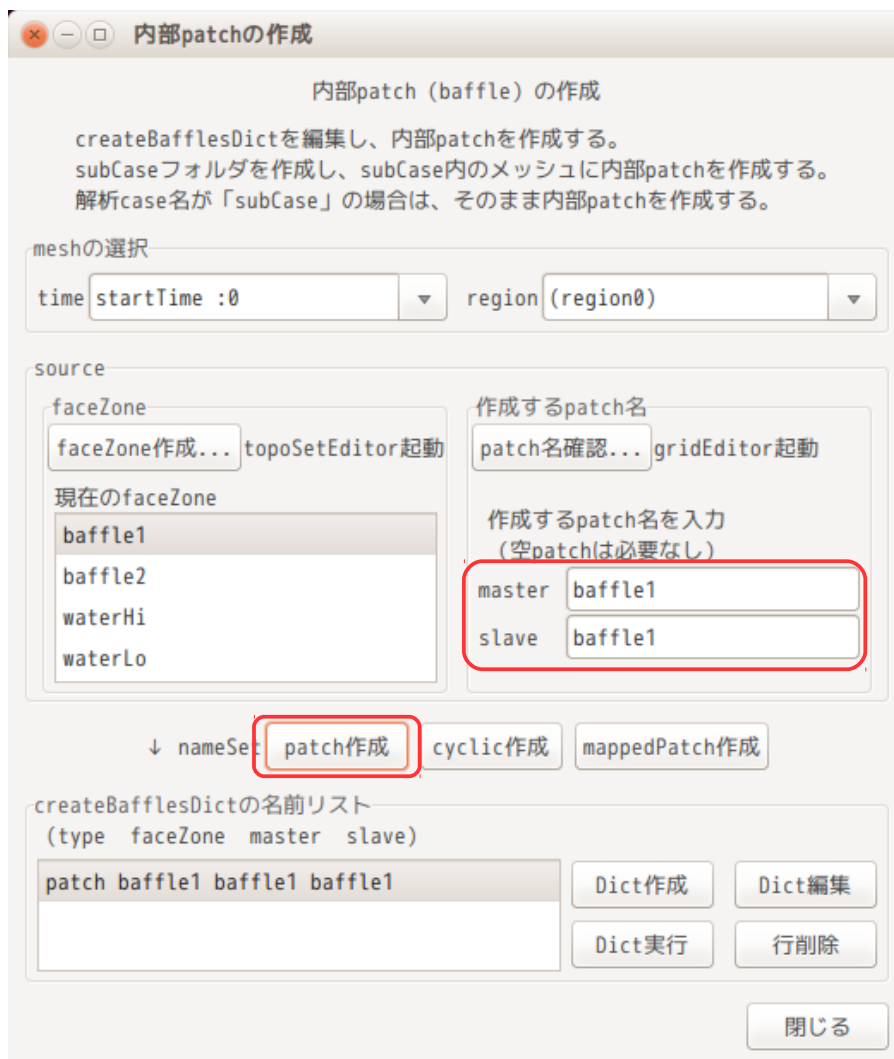 内部patchの作成
内部patch (baffle) の作成
createBafflesDictを編集し、内部patchを作成する。
subCaseフォルダを作成し、subCase内のメッシュに内部patchを作成する。
解析case名が「subCase」の場合は、そのまま内部patchを作成する。
meshの選択
time startTime :0 region (region0)
source
faceZone
faceZone作成... topoSetEditor起動
現在のfaceZone
baffle1
baffle2
waterHi
waterLo
作成するpatch名
patch名確認... gridEditor起動
作成するpatch名を入力
(空patchは必要なし)
master baffle1
slave baffle1
↓ nameSet patch作成 cyclic作成 mappedPatch作成
createBafflesDictの名前リスト
(type faceZone master slave)
patch baffle1 baffle1 baffle1
Dict作成 Dict編集
Dict実行 行削除
閉じる